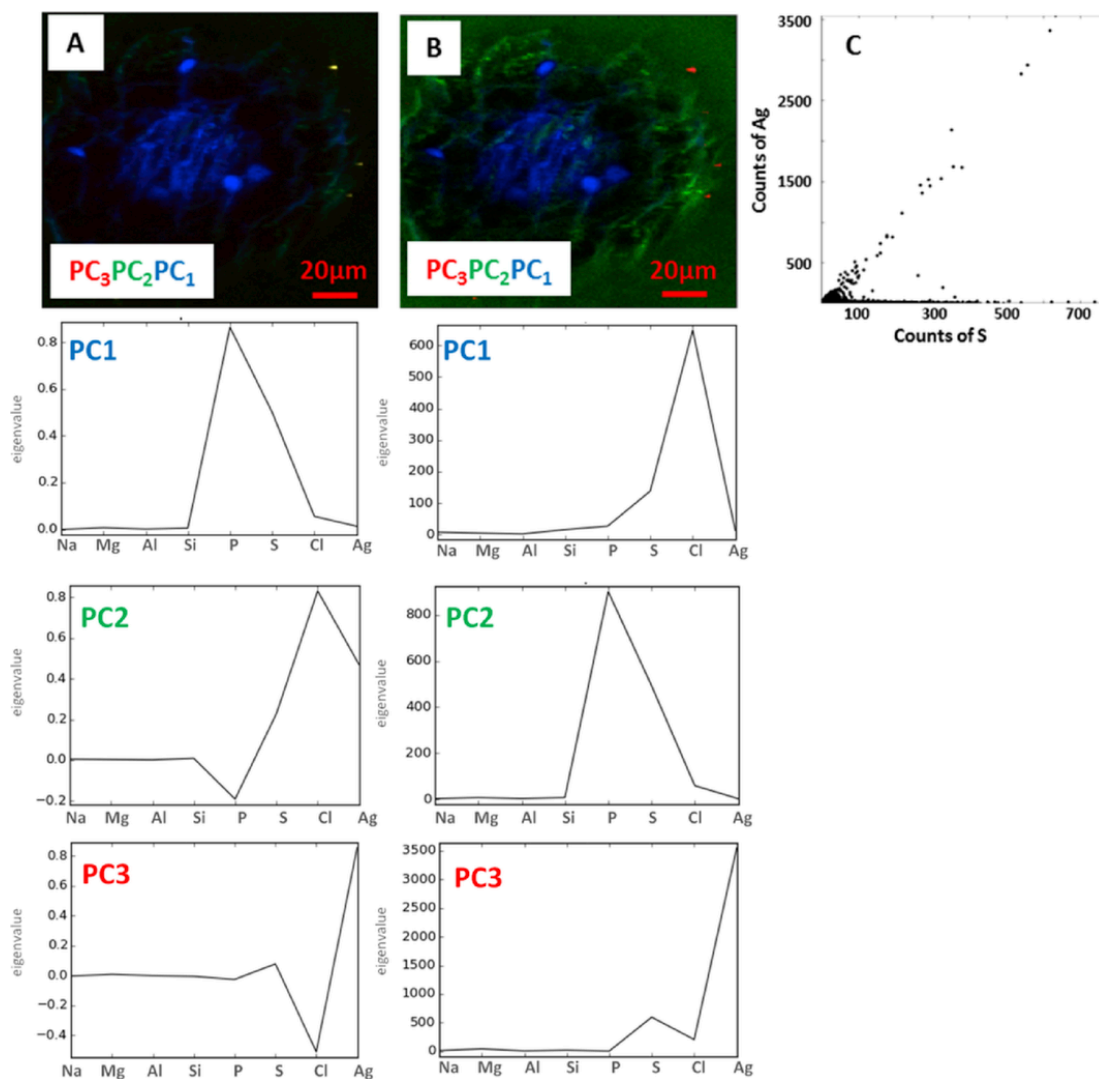 A
PC3PC2PC1
20μm
B
PC3PC2PC1
20μm
C
3500
2500
1500
500
Counts of Ag
100
300
500
700
Counts of S
PC1
0.8
0.6
0.4
0.2
0.0
eigenvalue
Na Mg Al Si P S Cl Ag
PC1
600
500
400
300
200
100
0
eigenvalue
Na Mg Al Si P S Cl Ag
PC2
0.8
0.6
0.4
0.2
0.0
−0.2
eigenvalue
Na Mg Al Si P S Cl Ag
PC2
800
600
400
200
0
eigenvalue
Na Mg Al Si P S Cl Ag
PC3
0.8
0.6
0.4
0.2
0.0
−0.2
−0.4
eigenvalue
Na Mg Al Si P S Cl Ag
PC3
3500
3000
2500
2000
1500
1000
500
0
eigenvalue
Na Mg Al Si P S Cl Ag